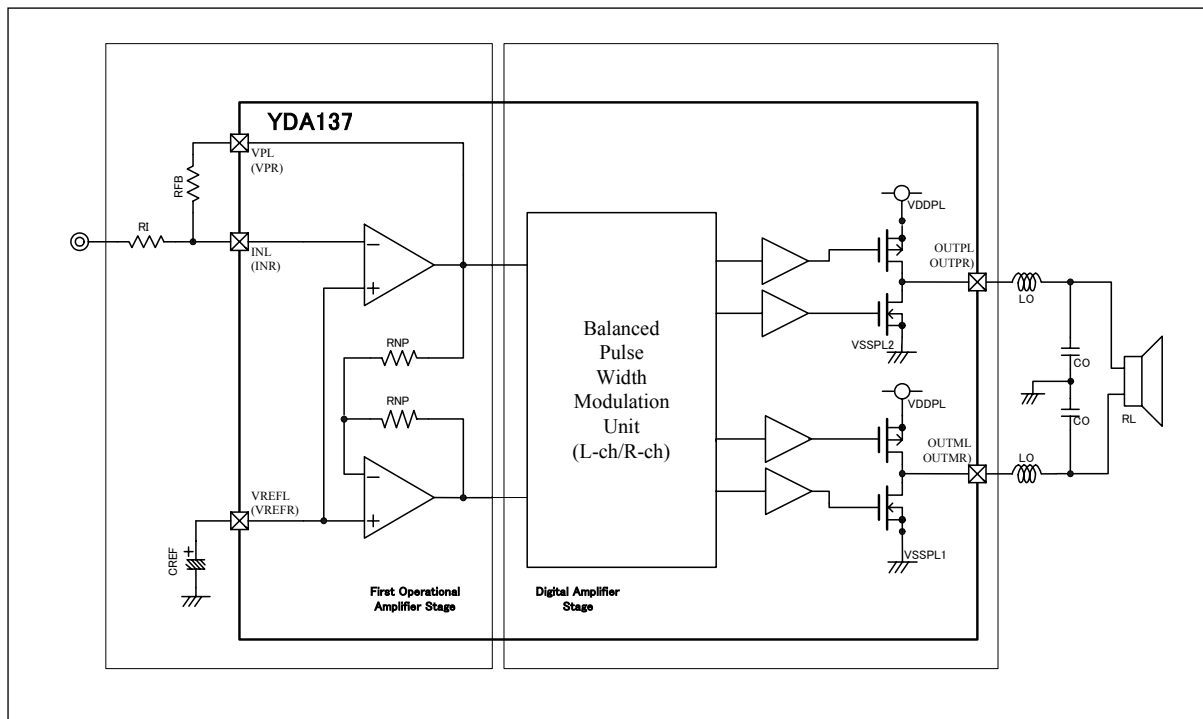 YDA137
VPL
(VPR)
RFB
RI
INL
(INR)
RNP
RNP
VREFL
(VREFR)
CREF
+
−
+
−
+
First Operational
Amplifier Stage
Digital Amplifier
Stage
Balanced
Pulse
Width
Modulation
Unit
(L-ch/R-ch)
VDDPL
OUTPL
OUTPR)
VSSPL2
LO
CO
VDDPL
OUTML
OUTMR)
VSSPL1
LO
CO
RL